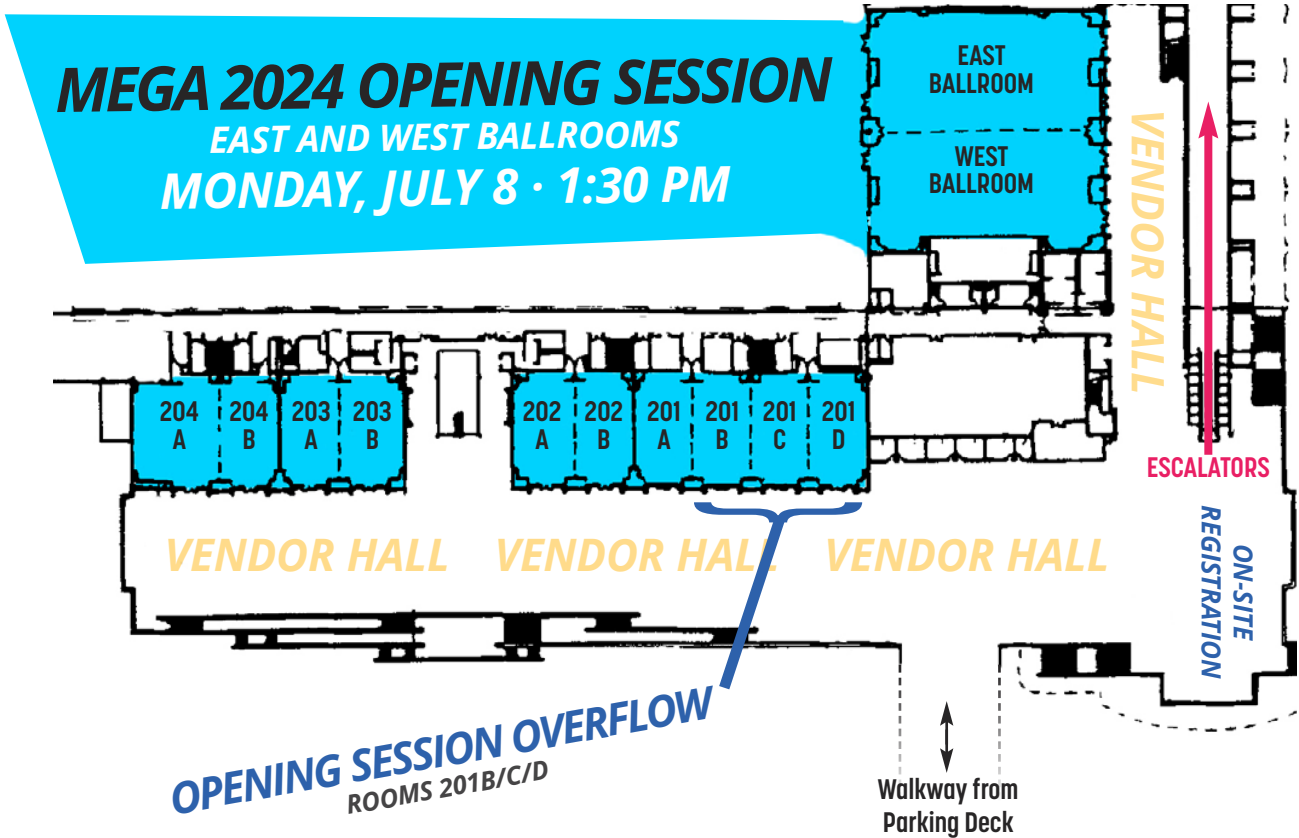 MEGA 2024 OPENING SESSION
EAST AND WEST BALLROOMS
MONDAY, JULY 8 · 1:30 PM
EAST
BALLROOM
WEST
BALLROOM
VENDOR HALL
204
A
204
B
203
A
203
B
202
A
202
B
201
A
201
B
201
C
201
D
ESCALATORS
ON-SITE
REGISTRATION
VENDOR HALL
VENDOR HALL
VENDOR HALL
OPENING SESSION OVERFLOW
ROOMS 201B/C/D
Walkway from
Parking Deck